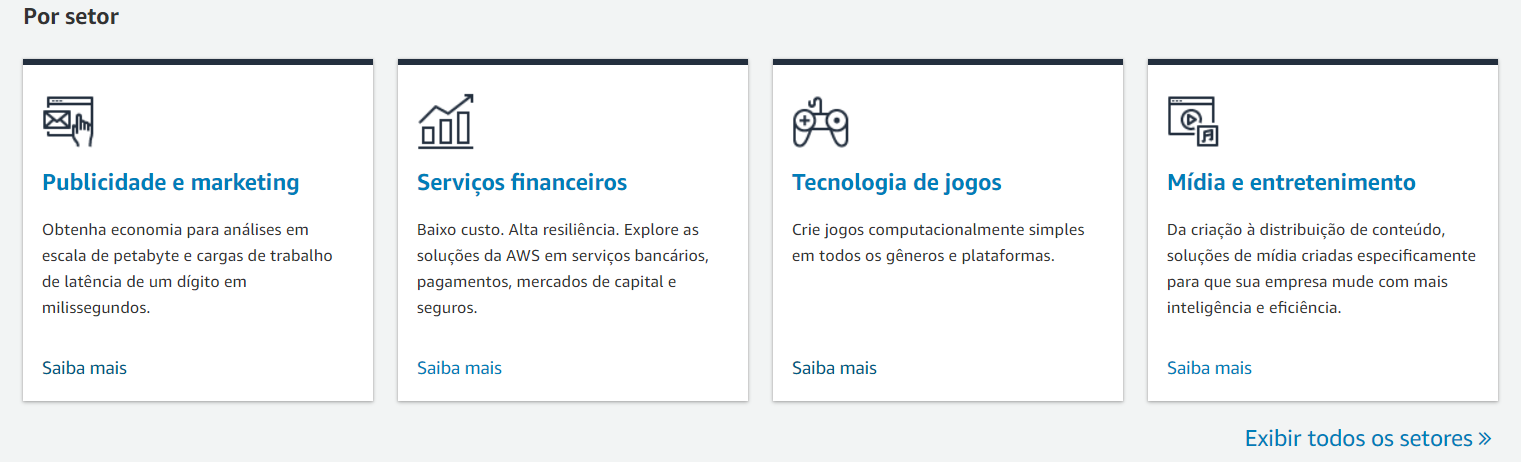 Por setor
Publicidade e marketing
Obtenha economia para análises em
escala de petabyte e cargas de trabalho
de latência de um dígito em
milissegundos.
Saiba mais
Serviços financeiros
Baixo custo. Alta resiliência. Explore as
soluções da AWS em serviços bancários,
pagamentos, mercados de capital e
seguros.
Saiba mais
Tecnologia de jogos
Crie jogos computacionalmente simples
em todos os gêneros e plataformas.
Saiba mais
Mídia e entretenimento
Da criação à distribuição de conteúdo,
soluções de mídia criadas especificamente
para que sua empresa mude com mais
inteligência e eficiência.
Saiba mais
Exibir todos os setores »